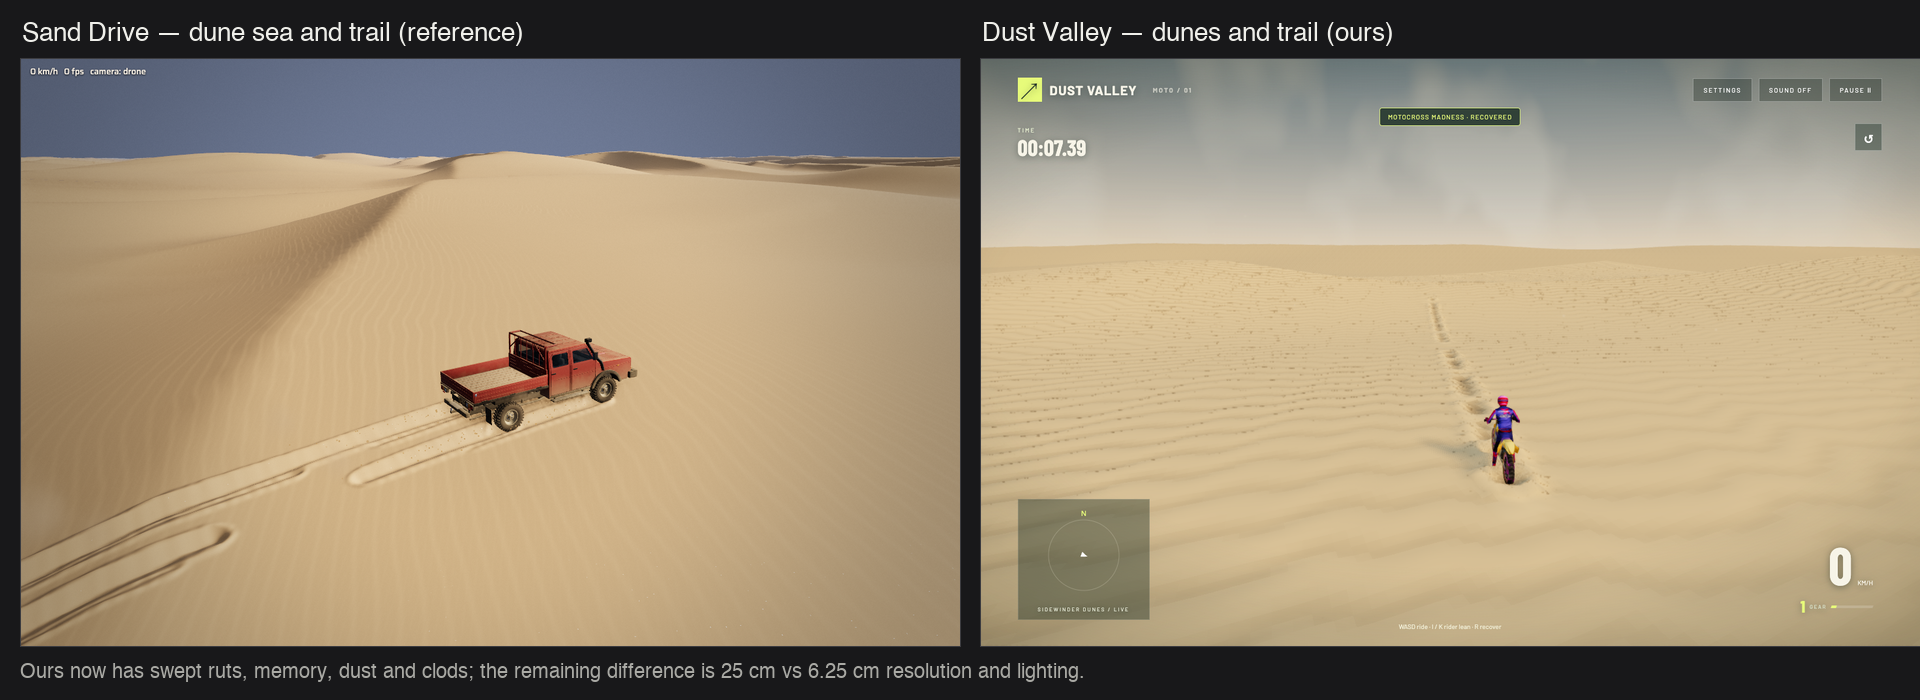 Sand Drive — dune sea and trail (reference)
Dust Valley — dunes and trail (ours)
0 km/h 0 fps camera: drone
DUST VALLEY MOTO / 01
SETTINGS SOUND OFF PAUSE II
MOTOCROSS MADNESS · RECOVERED
TIME
00:07.39
↺
N
SIDEWINDER DUNES / LIVE
0 KM/H
1 GEAR
WASD ride · I / K rider lean · R recover
Ours now has swept ruts, memory, dust and clods; the remaining difference is 25 cm vs 6.25 cm resolution and lighting.